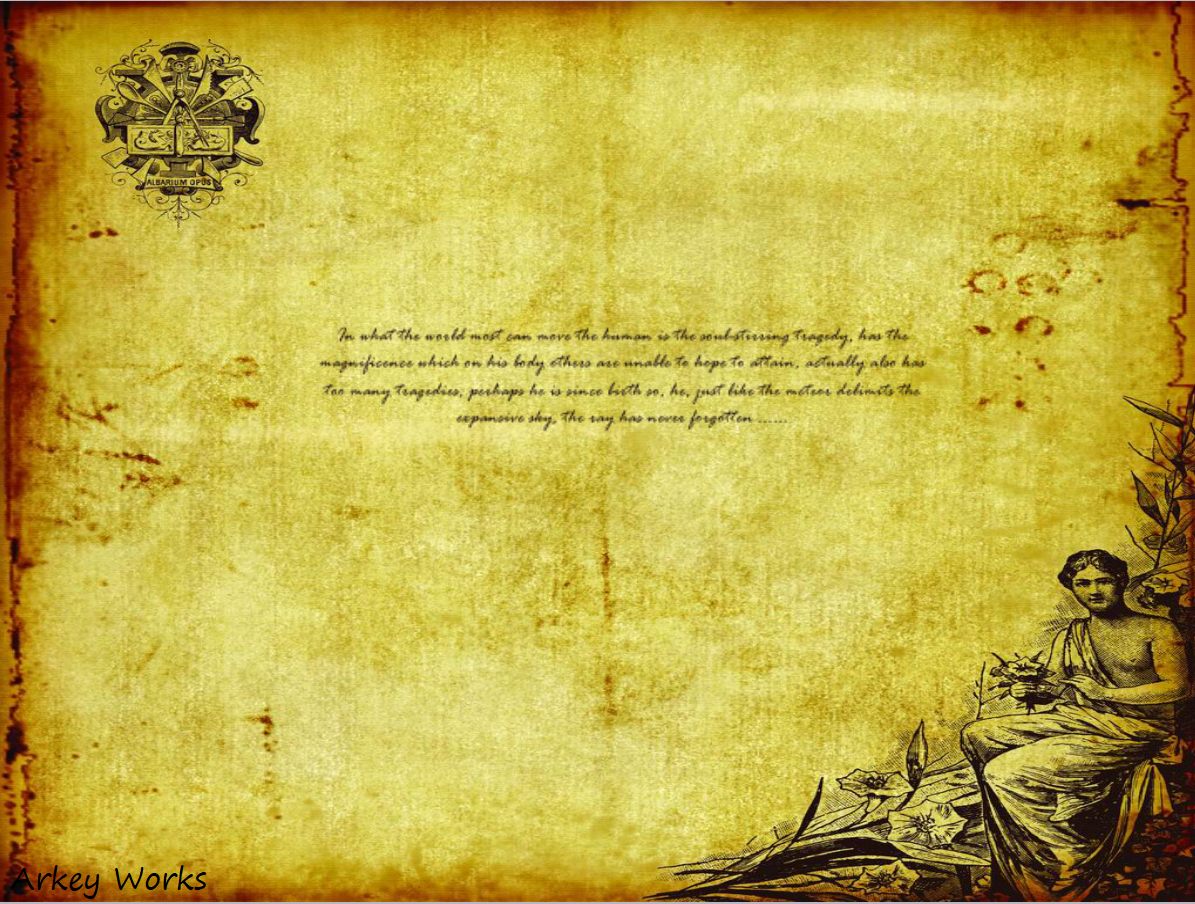 ALBARIUM OPUS
In what the world most can move the human is the soul-stirring tragedy, has the
magnificence which on his body others are unable to hope to attain, actually also has
too many tragedies, perhaps he is since birth so, he, just like the meteor delimits the
expansive sky, the ray has never forgotten ......
Arkey Works